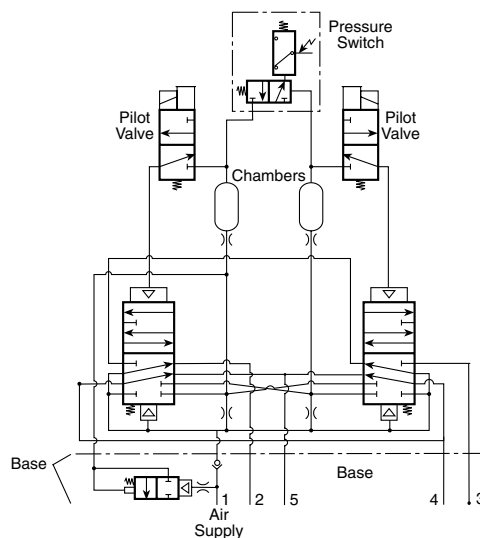 Pressure
Switch
Pilot
Valve
Pilot
Valve
Chambers
Base
Base
1
2
5
4
3
Air
Supply